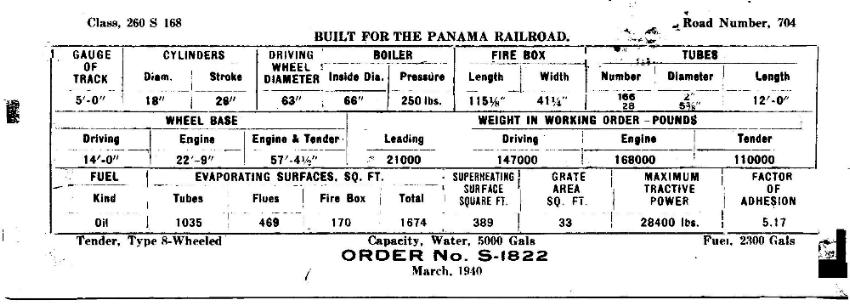 Class, 260 S 168 Road Number, 704
BUILT FOR THE PANAMA RAILROAD.
GAUGE OF TRACK CYLINDERS DRIVING WHEEL DIAMETER BOILER FIRE BOX TUBES
Diam. Stroke Inside Dia. Pressure Length Width Number Diameter Length
5'-0" 18" 26" 63" 66" 250 lbs. 115⅛" 41¼" 166 2" 12'-0"
28 5⅜"
WHEEL BASE WEIGHT IN WORKING ORDER-POUNDS
Driving Engine Engine & Tender Leading Driving Engine Tender
14'-0" 22'-9" 57'-4½" 21000 147000 168000 110000
FUEL EVAPORATING SURFACES, SQ. FT. SUPERHEATING SURFACE SQUARE FT. GRATE AREA SQ. FT. MAXIMUM TRACTIVE POWER FACTOR OF ADHESION
Kind Tubes Flues Fire Box Total
Oil 1035 469 170 1674 389 33 28400 lbs. 5.17
Tender, Type 8-Wheeled Capacity, Water, 5000 Gals Fuel, 2300 Gals
ORDER No. S-1822
March, 1940